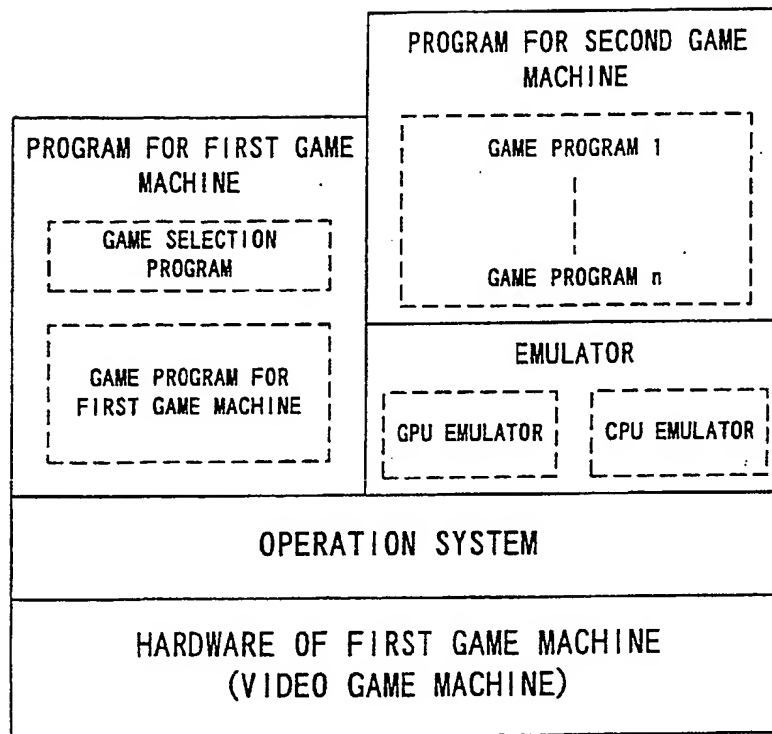 PROGRAM FOR SECOND GAME
MACHINE
GAME PROGRAM 1
GAME PROGRAM n
PROGRAM FOR FIRST GAME
MACHINE
GAME SELECTION
PROGRAM
GAME PROGRAM FOR
FIRST GAME MACHINE
EMULATOR
GPU EMULATOR
CPU EMULATOR
OPERATION SYSTEM
HARDWARE OF FIRST GAME MACHINE
(VIDEO GAME MACHINE)